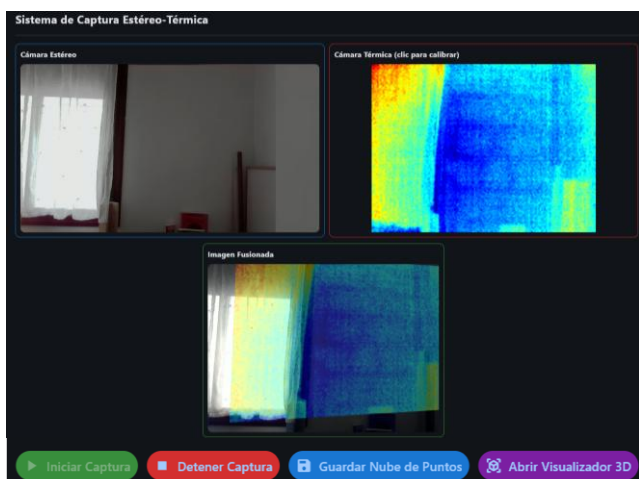 Sistema de Captura Estéreo-Térmica
Cámara Estéreo
Cámara Térmica (clic para calibrar)
Imagen Fusionada
Iniciar Captura
Detener Captura
Guardar Nube de Puntos
Abrir Visualizador 3D